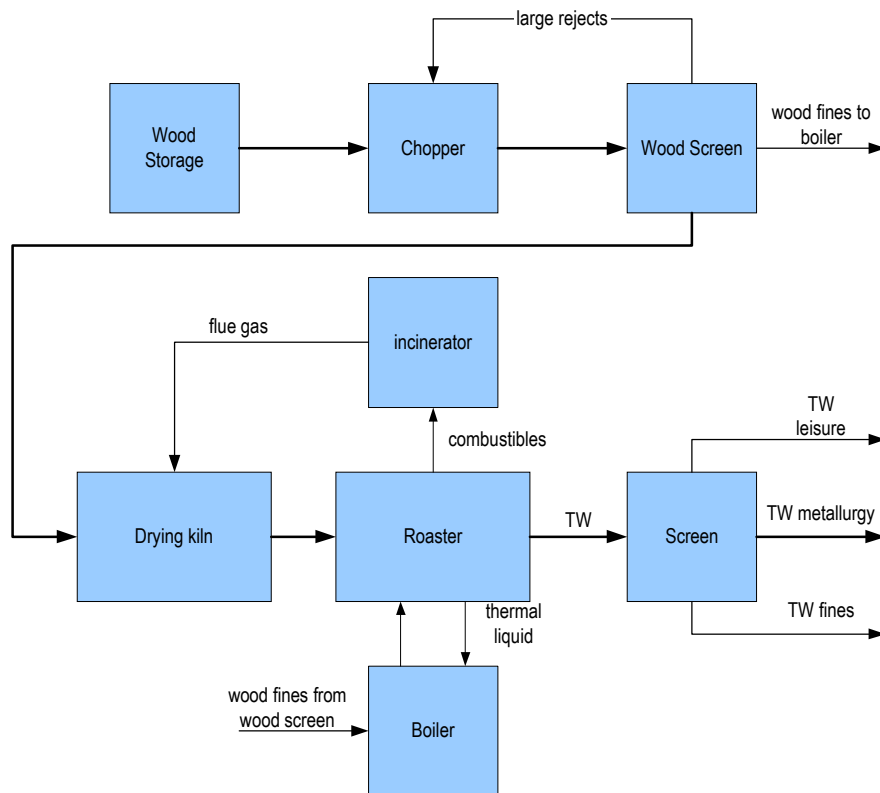 large rejects
Wood
Storage
Chopper
Wood Screen
wood fines to
boiler
flue gas
incinerator
combustibles
TW
leisure
Drying kiln
Roaster
TW
Screen
TW metallurgy
thermal
liquid
TW fines
wood fines from
wood screen
Boiler